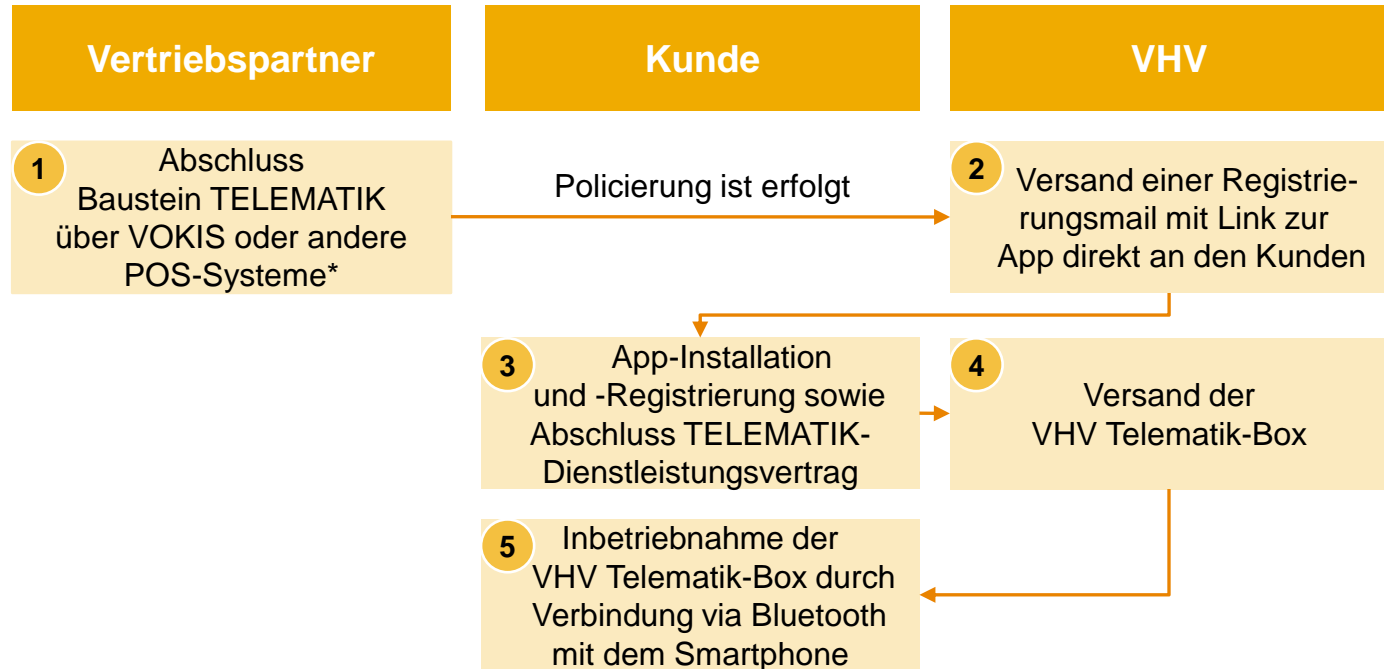 Vertriebspartner
Kunde
VHV
1
Abschluss
Baustein TELEMATIK
über VOKIS oder andere
POS-Systeme*
Policierung ist erfolgt
2
Versand einer Registrie-
rungsmail mit Link zur
App direkt an den Kunden
3
App-Installation
und -Registrierung sowie
Abschluss TELEMATIK-
Dienstleistungsvertrag
4
Versand der
VHV Telematik-Box
5
Inbetriebnahme der
VHV Telematik-Box durch
Verbindung via Bluetooth
mit dem Smartphone